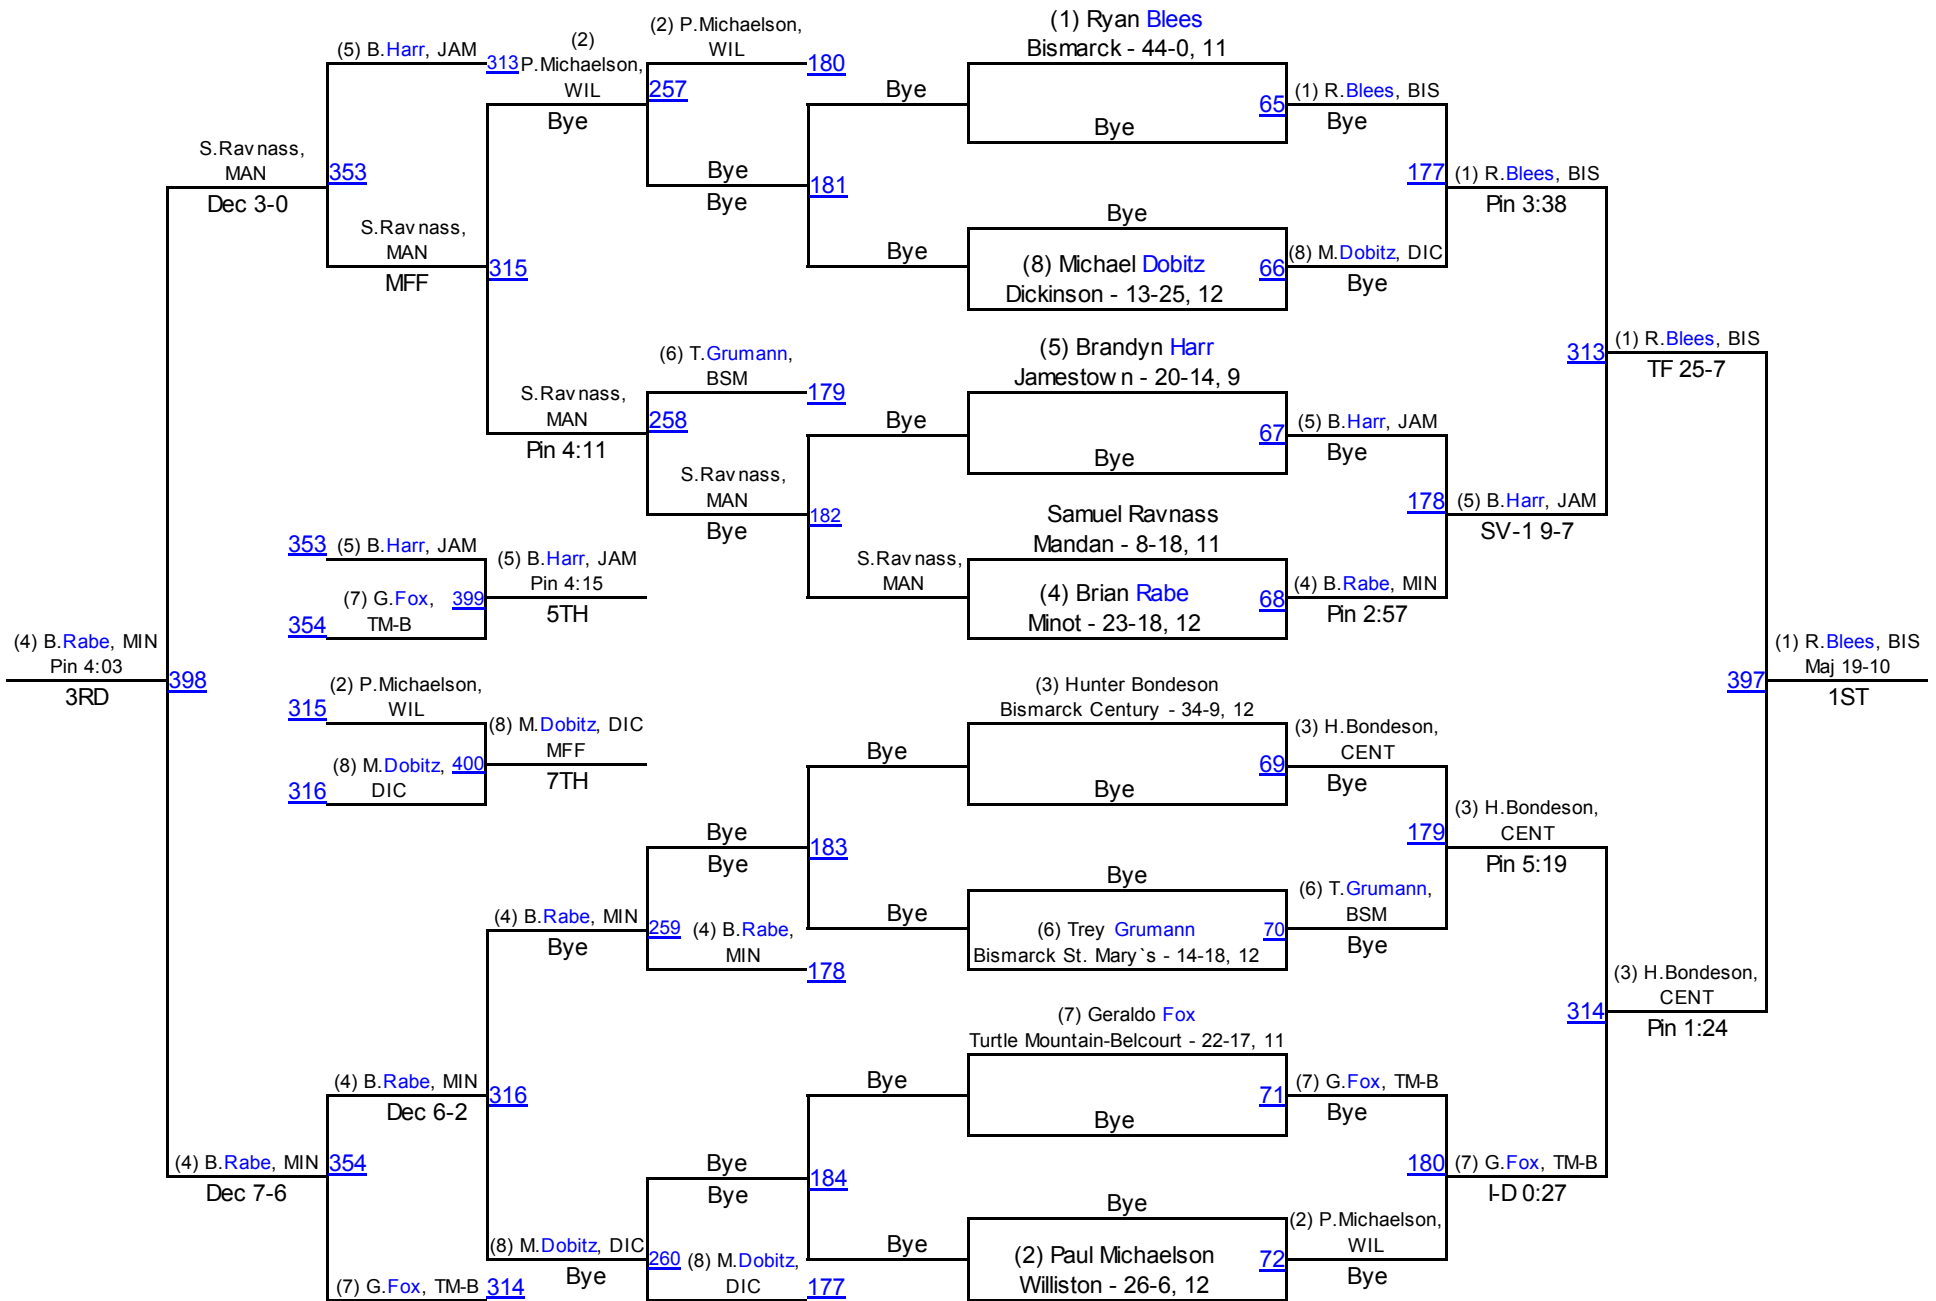 (1) Ryan Blees
Bismarck - 44-0, 11
65
Bye
(1) R.Blees, BIS
Bye
177
(1) R.Blees, BIS
Pin 3:38
Bye
(8) Michael Dobitz
66
Dickinson - 13-25, 12
(8) M.Dobitz, DIC
Bye
313
(1) R.Blees, BIS
TF 25-7
(5) Brandyn Harr
Jamestown - 20-14, 9
67
Bye
(5) B.Harr, JAM
Bye
178
(5) B.Harr, JAM
SV-1 9-7
Samuel Ravnass
Mandan - 8-18, 11
(4) Brian Rabe
68
Minot - 23-18, 12
(4) B.Rabe, MIN
Pin 2:57
397
(1) R.Blees, BIS
Maj 19-10
1ST
(3) Hunter Bondeson
Bismarck Century - 34-9, 12
69
Bye
(3) H.Bondeson,
CENT
Bye
179
(3) H.Bondeson,
CENT
Pin 5:19
Bye
(6) Trey Grumann
70
Bismarck St. Mary`s - 14-18, 12
(6) T.Grumann,
BSM
Bye
314
(3) H.Bondeson,
CENT
Pin 1:24
(7) Geraldo Fox
Turtle Mountain-Belcourt - 22-17, 11
71
Bye
(7) G.Fox, TM-B
Bye
180
(7) G.Fox, TM-B
I-D 0:27
Bye
(2) Paul Michaelson
72
Williston - 26-6, 12
(2) P.Michaelson,
WIL
Bye
(2) P.Michaelson,
WIL
180
Bye
181
Bye
Bye
Bye
257
(2)
P.Michaelson,
WIL
Bye
(6) T.Grumann,
BSM
179
Bye
182
S.Ravnass,
MAN
S.Ravnass,
MAN
Bye
258
S.Ravnass,
MAN
Pin 4:11
315
S.Ravnass,
MAN
MFF
(5) B.Harr, JAM
313
353
S.Ravnass,
MAN
Dec 3-0
353
(5) B.Harr, JAM
354
(7) G.Fox,
TM-B
399
(5) B.Harr, JAM
Pin 4:15
5TH
398
(4) B.Rabe, MIN
Pin 4:03
3RD
315
(2) P.Michaelson,
WIL
316
(8) M.Dobitz,
DIC
400
(8) M.Dobitz, DIC
MFF
7TH
Bye
183
Bye
Bye
Bye
259
(4) B.Rabe,
MIN
178
(4) B.Rabe, MIN
Bye
316
(4) B.Rabe, MIN
Dec 6-2
354
(4) B.Rabe, MIN
Dec 7-6
Bye
184
Bye
Bye
Bye
260
(8) M.Dobitz,
DIC
177
(8) M.Dobitz, DIC
Bye
(7) G.Fox, TM-B
314